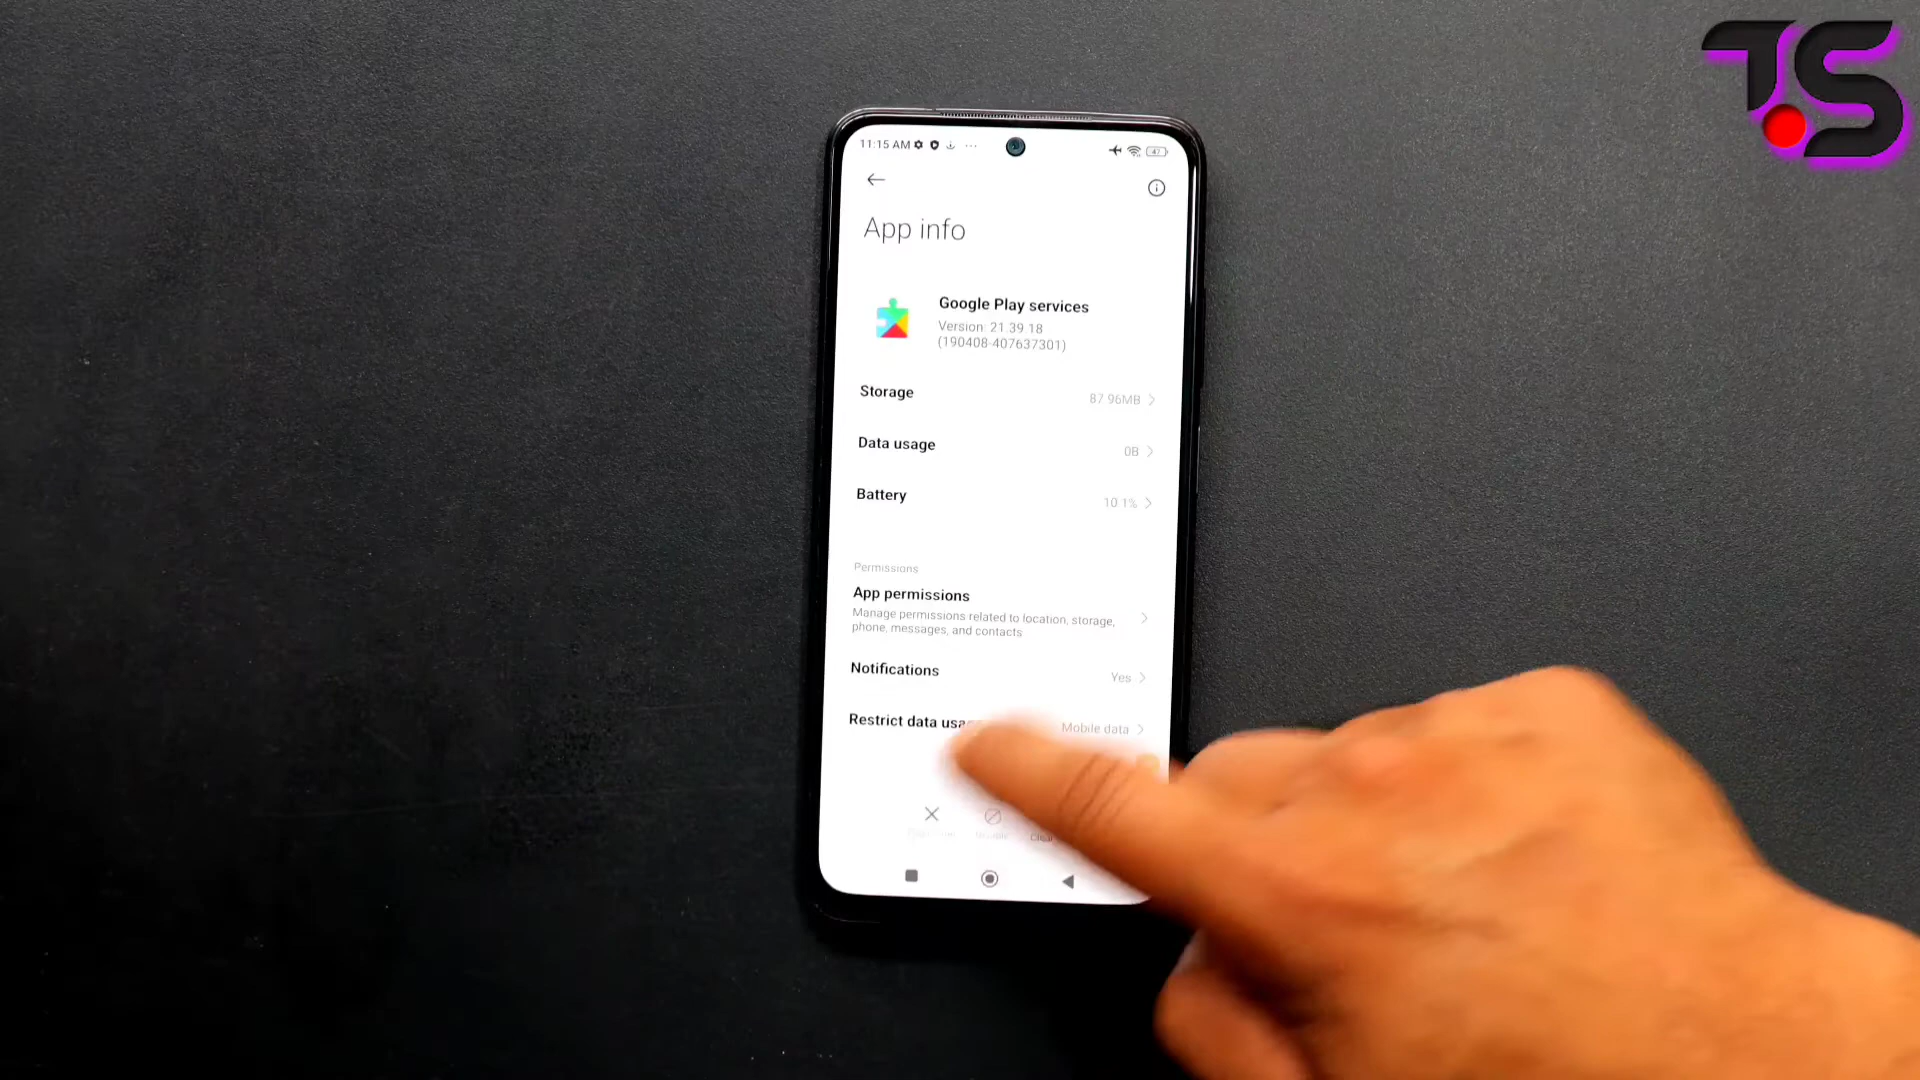 TS
11:15 AM
47
App info
Google Play services
Version: 21.39.18
(190408-407637301)
Storage
87.96MB
Data usage
0B
Battery
10.1%
Permissions
App permissions
Manage permissions related to location, storage,
phone, messages, and contacts
Notifications
Yes
Restrict data usa
Mobile data